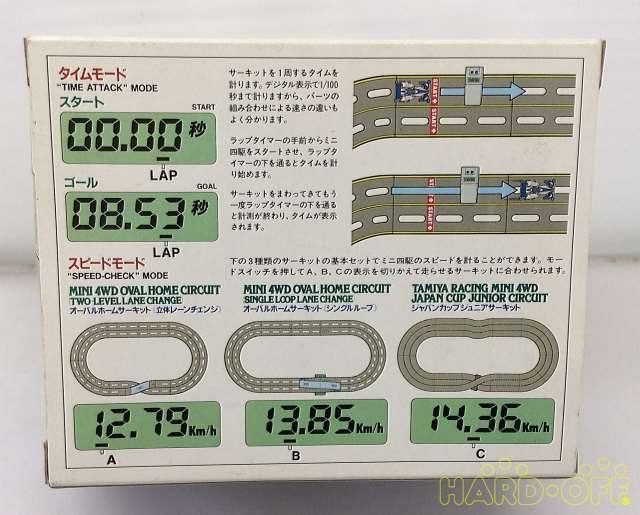 タイムモード
"TIME ATTACK" MODE
スタート
START
00.00秒
LAP
ゴール
GOAL
08.53秒
LAP
サーキットを1周するタイムを
計ります。デジタル表示で1/100
秒まで計りますから、パーツの
組み合わせによる速さの違いも
よく分かります。
ラップタイマーの手前からミニ
四駆をスタートさせ、ラップタ
イマーの下を通るとタイムを計
り始めます。
サーキットをまわってきてもう
一度ラップタイマーの下を通る
と計測が終わり、タイムが表示
されます。
START
START
START
スピードモード
"SPEED-CHECK" MODE
下の3種類のサーキットの基本セットでミニ四駆のスピードを計ることができます。モー
ドスイッチを押してA、B、Cの表示を切りかえて走らせるサーキットに合わせられます。
MINI 4WD OVAL HOME CIRCUIT
TWO-LEVEL LANE CHANGE
オーバルホームサーキット(立体レーンチェンジ)
12.79Km/h
A
MINI 4WD OVAL HOME CIRCUIT
SINGLE LOOP LANE CHANGE
オーバルホームサーキット(シングルループ)
13.85Km/h
B
TAMIYA RACING MINI 4WD
JAPAN CUP JUNIOR CIRCUIT
ジャパンカップジュニアサーキット
14.36Km/h
C
HARD-OFF